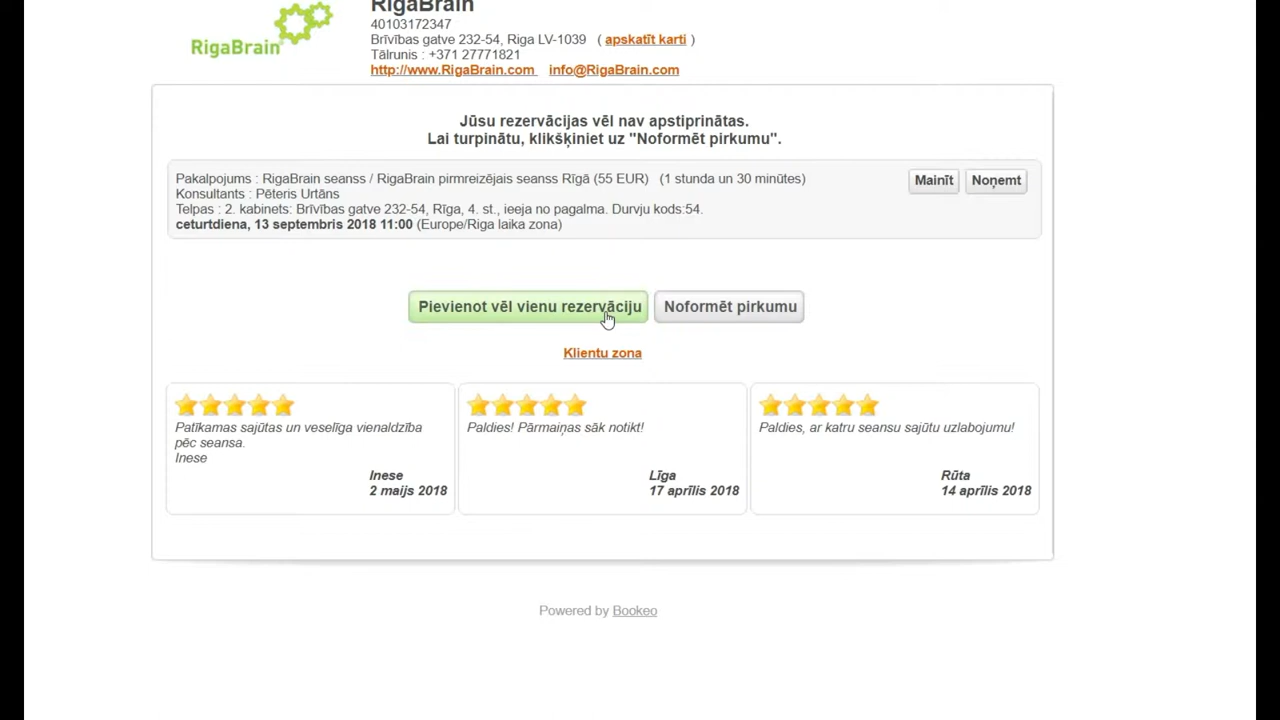 RigaBrain
RigaBrain
40103172347
Brīvības gatve 232-54, Riga LV-1039 ( apskatīt karti )
Tālrunis : +371 27771821
http://www.RigaBrain.com info@RigaBrain.com
Jūsu rezervācijas vēl nav apstiprinātas.
Lai turpinātu, klikšķiniet uz "Noformēt pirkumu".
Pakalpojums : RigaBrain seanss / RigaBrain pirmreizējais seanss Rīgā (55 EUR) (1 stunda un 30 minūtes)
Mainīt
Noņemt
Konsultants : Pēteris Urtāns
Telpas : 2. kabinets: Brīvības gatve 232-54, Rīga, 4. st., ieeja no pagalma. Durvju kods:54.
ceturtdiena, 13 septembris 2018 11:00 (Europe/Riga laika zona)
Pievienot vēl vienu rezervāciju
Noformēt pirkumu
Klientu zona
Patīkamas sajūtas un veselīga vienaldzība
pēc seansa.
Inese
Inese
2 maijs 2018
Paldies! Pārmaiņas sāk notikt!
Līga
17 aprīlis 2018
Paldies, ar katru seansu sajūtu uzlabojumu!
Rūta
14 aprīlis 2018
Powered by Bookeo